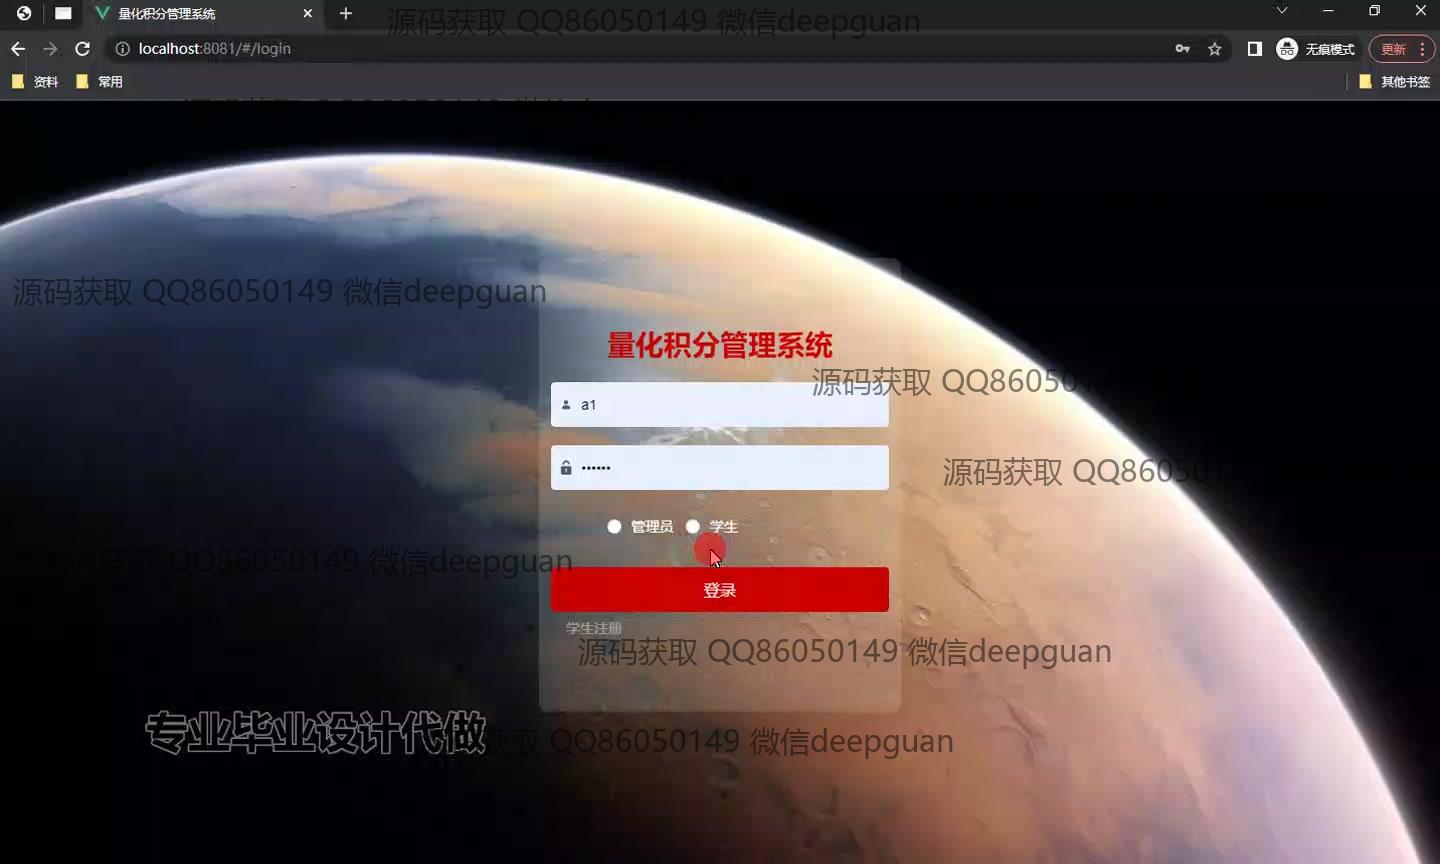 量化积分管理系统
源码获取 QQ86050149 微信deepguan
localhost:8081/#/login
无痕模式
更新
资料
常用
其他书签
源码获取 QQ86050149 微信deepguan
量化积分管理系统
源码获取 QQ86050
a1
••••••
源码获取 QQ86050
管理员
学生
源码获取 QQ86050149 微信deepguan
登录
学生注册
源码获取 QQ86050149 微信deepguan
专业毕业设计代做
获取 QQ86050149 微信deepguan